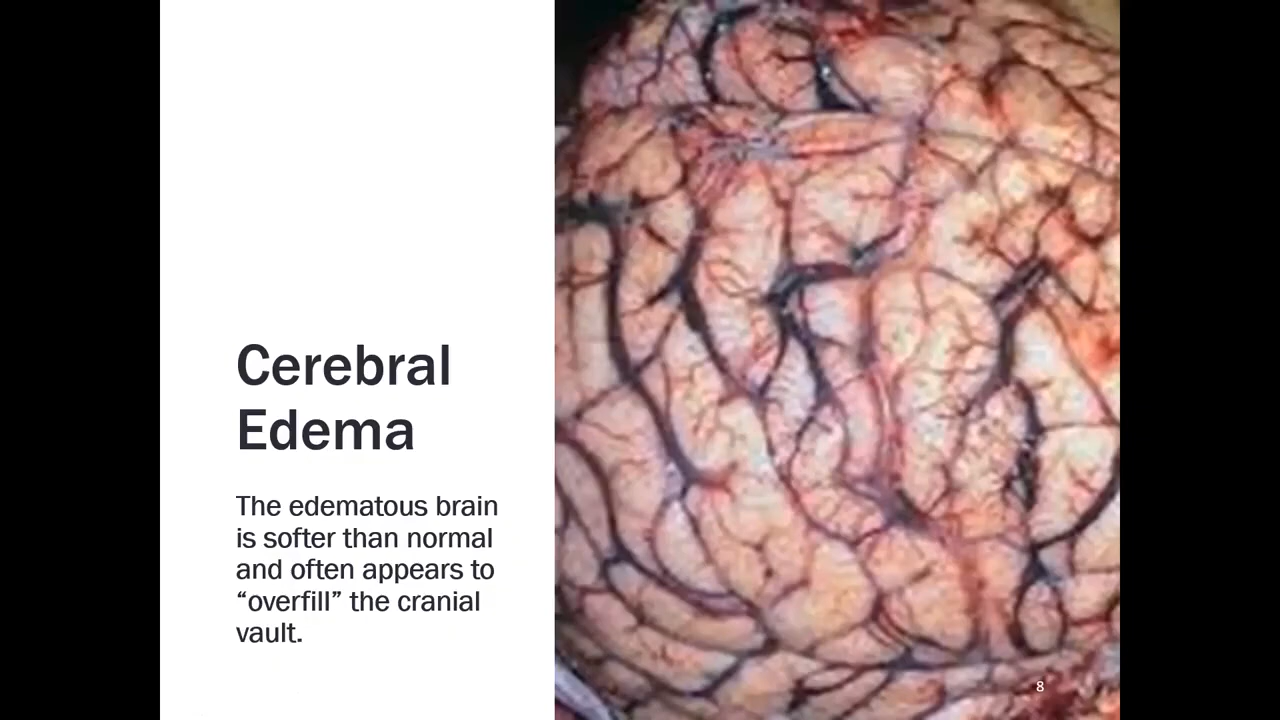 Cerebral
Edema
The edematous brain
is softer than normal
and often appears to
“overfill” the cranial
vault.
8